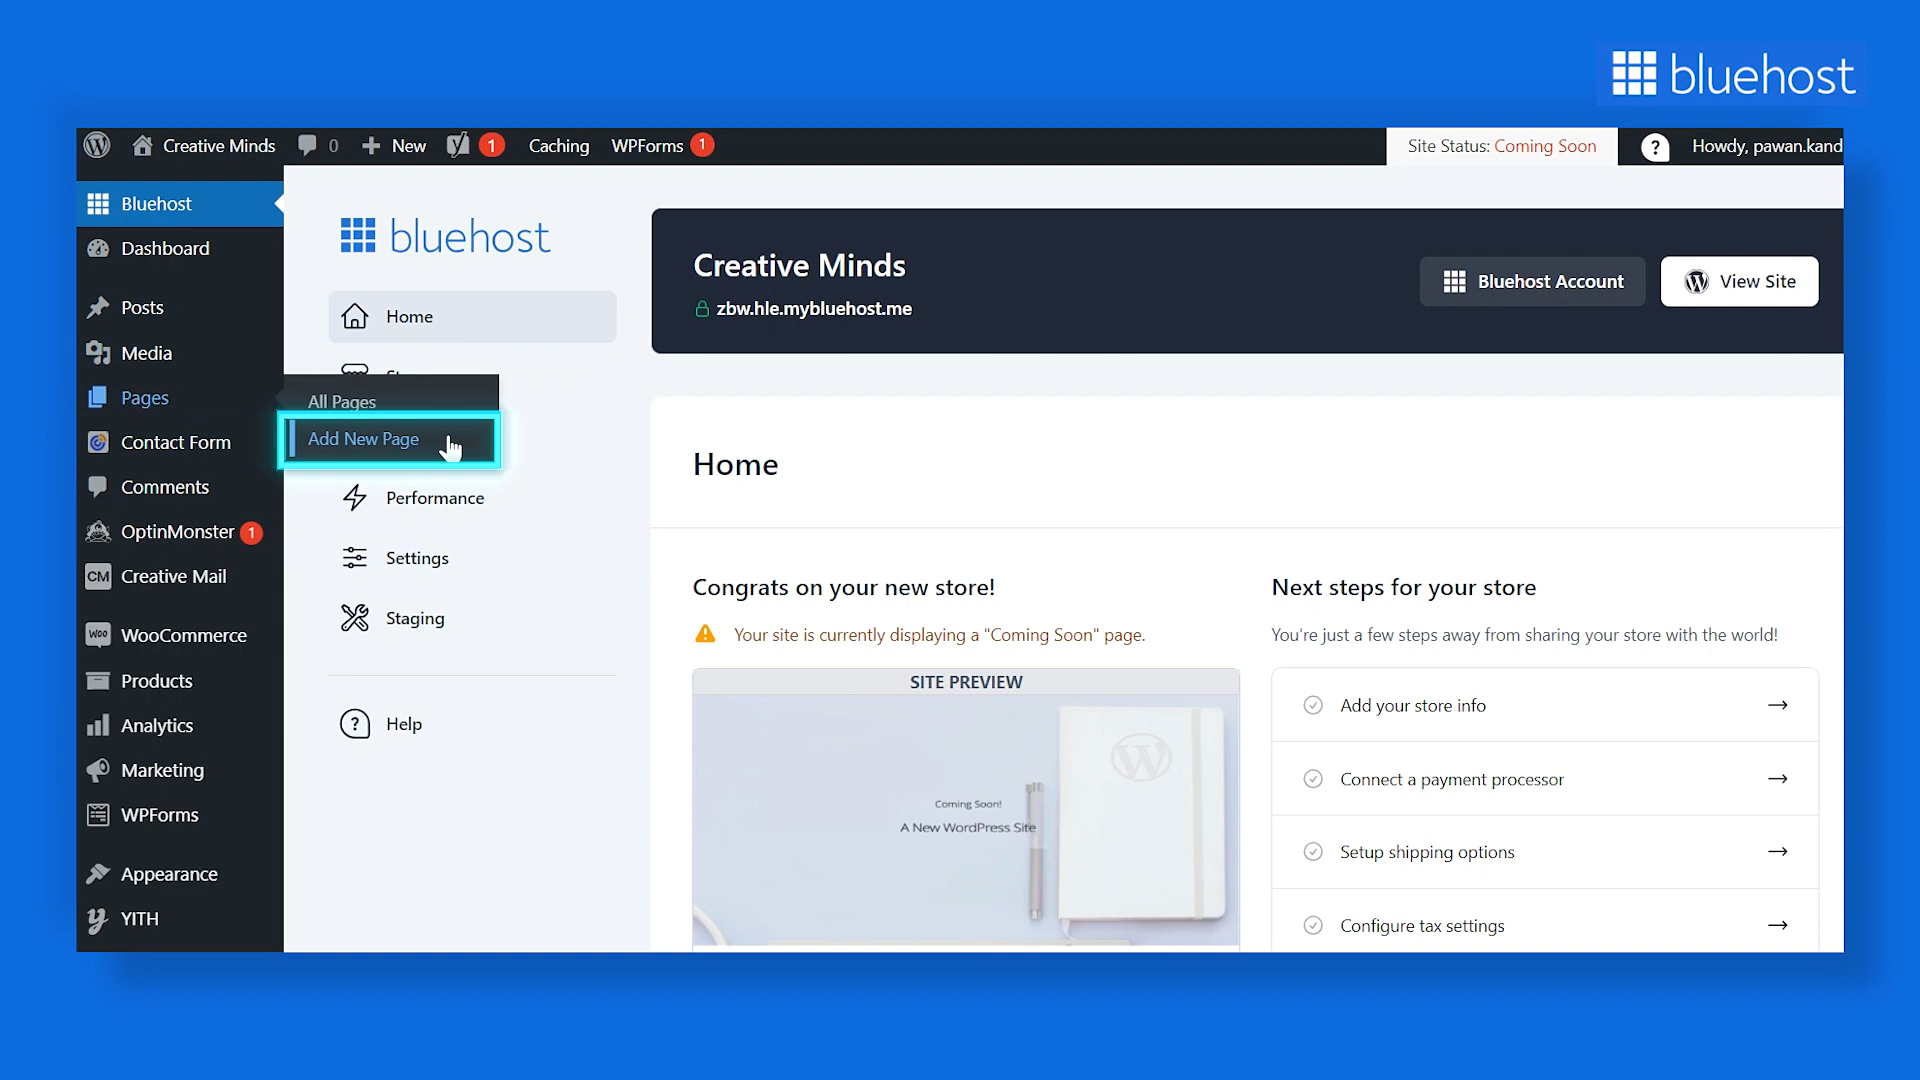 bluehost
Creative Minds
0
New
1
Caching
WPForms
1
Site Status: Coming Soon
?
Howdy, pawan.kand
Bluehost
Dashboard
Posts
Media
Pages
Contact Form
Comments
OptinMonster
1
CM
Creative Mail
Woo
WooCommerce
Products
Analytics
Marketing
WPForms
Appearance
YITH
All Pages
Add New Page
bluehost
Home
Performance
Settings
Staging
?
Help
Creative Minds
zbw.hle.mybluehost.me
Bluehost Account
View Site
Home
Congrats on your new store!
Your site is currently displaying a "Coming Soon" page.
SITE PREVIEW
Coming Soon!
A New WordPress Site
Next steps for your store
You're just a few steps away from sharing your store with the world!
Add your store info
Connect a payment processor
Setup shipping options
Configure tax settings